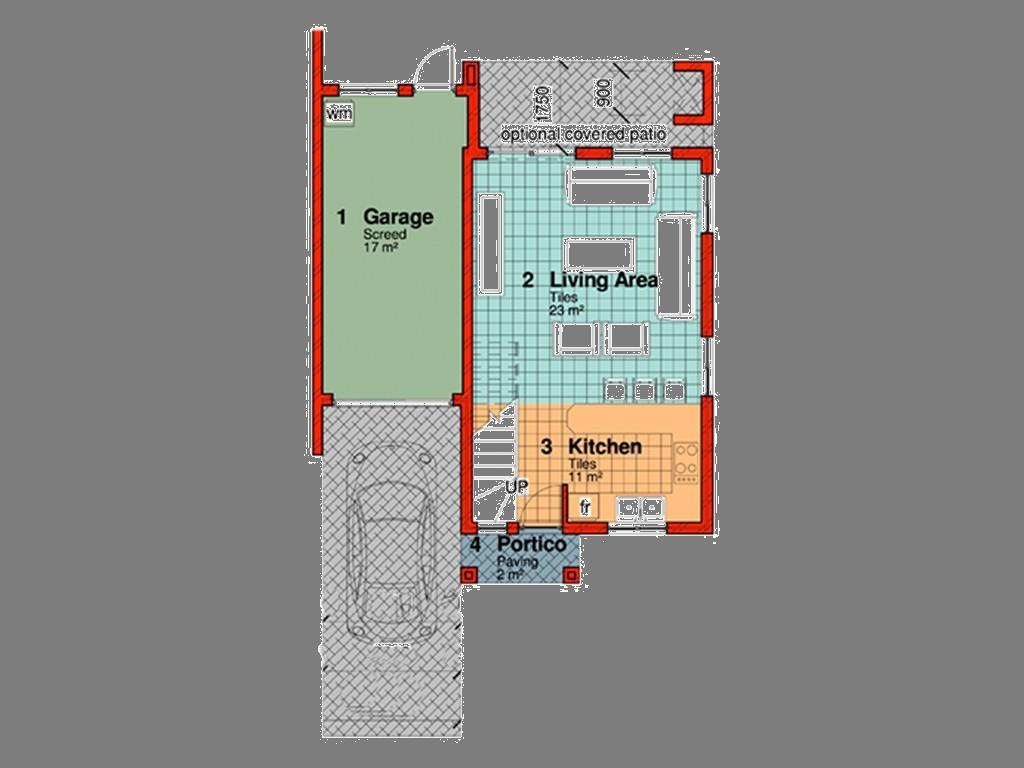 1750
900
optional covered patio
wm
1 Garage
Screed
17 m²
2 Living Area
Tiles
23 m²
3 Kitchen
Tiles
11 m²
UP
fr
4 Portico
Paving
2 m²